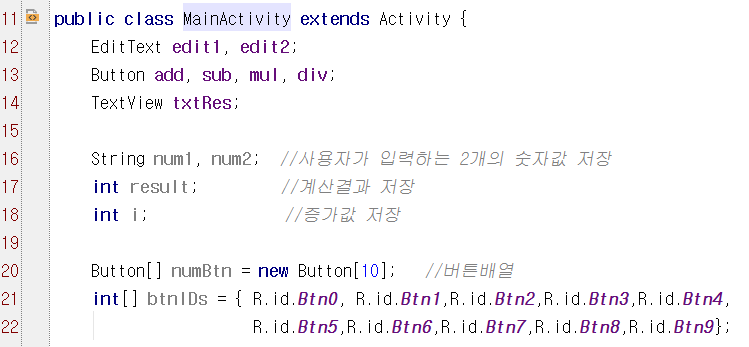 11 public class MainActivity extends Activity {
12 EditText edit1, edit2;
13 Button add, sub, mul, div;
14 TextView txtRes;
15
16 String num1, num2; //사용자가 입력하는 2개의 숫자값 저장
17 int result; //계산결과 저장
18 int i; //증가값 저장
19
20 Button[] numBtn = new Button[10]; //버튼배열
21 int[] btnIDs = { R.id.Btn0, R.id.Btn1,R.id.Btn2,R.id.Btn3,R.id.Btn4,
22 R.id.Btn5,R.id.Btn6,R.id.Btn7,R.id.Btn8,R.id.Btn9};